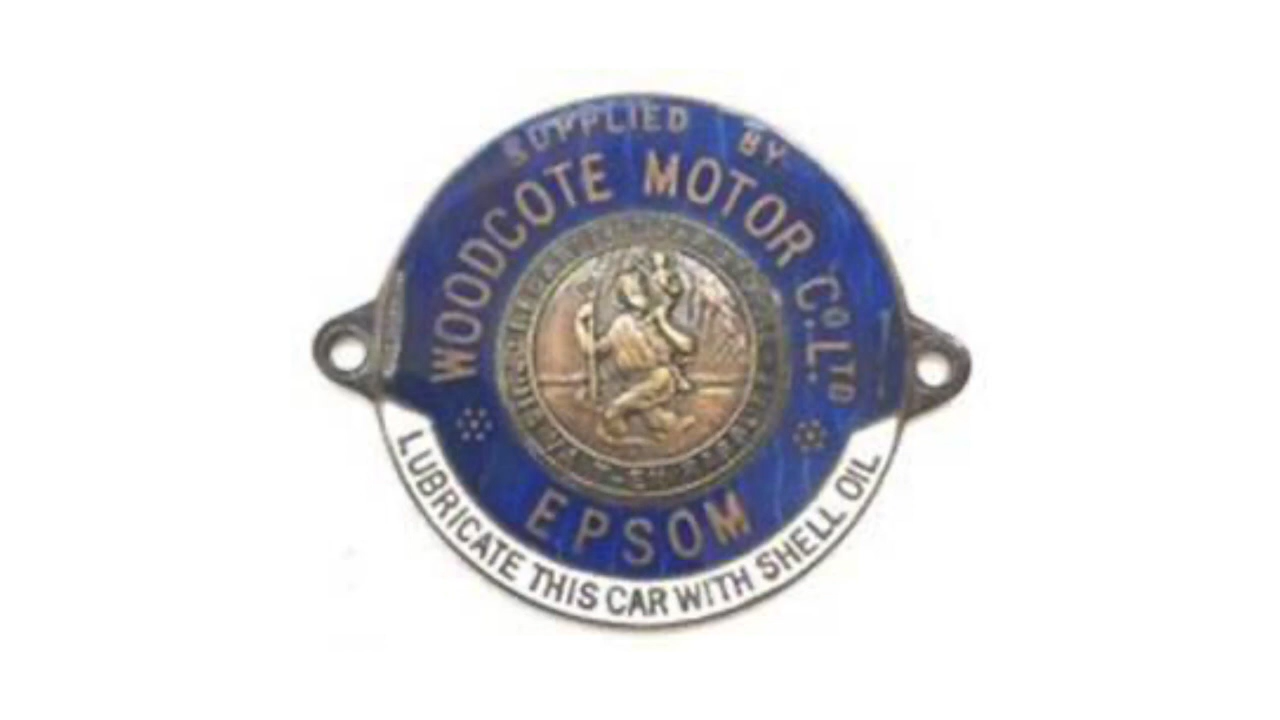 SUPPLIED BY
WOODCOTE MOTOR Co. LTD
EPSOM
LUBRICATE THIS CAR WITH SHELL OIL